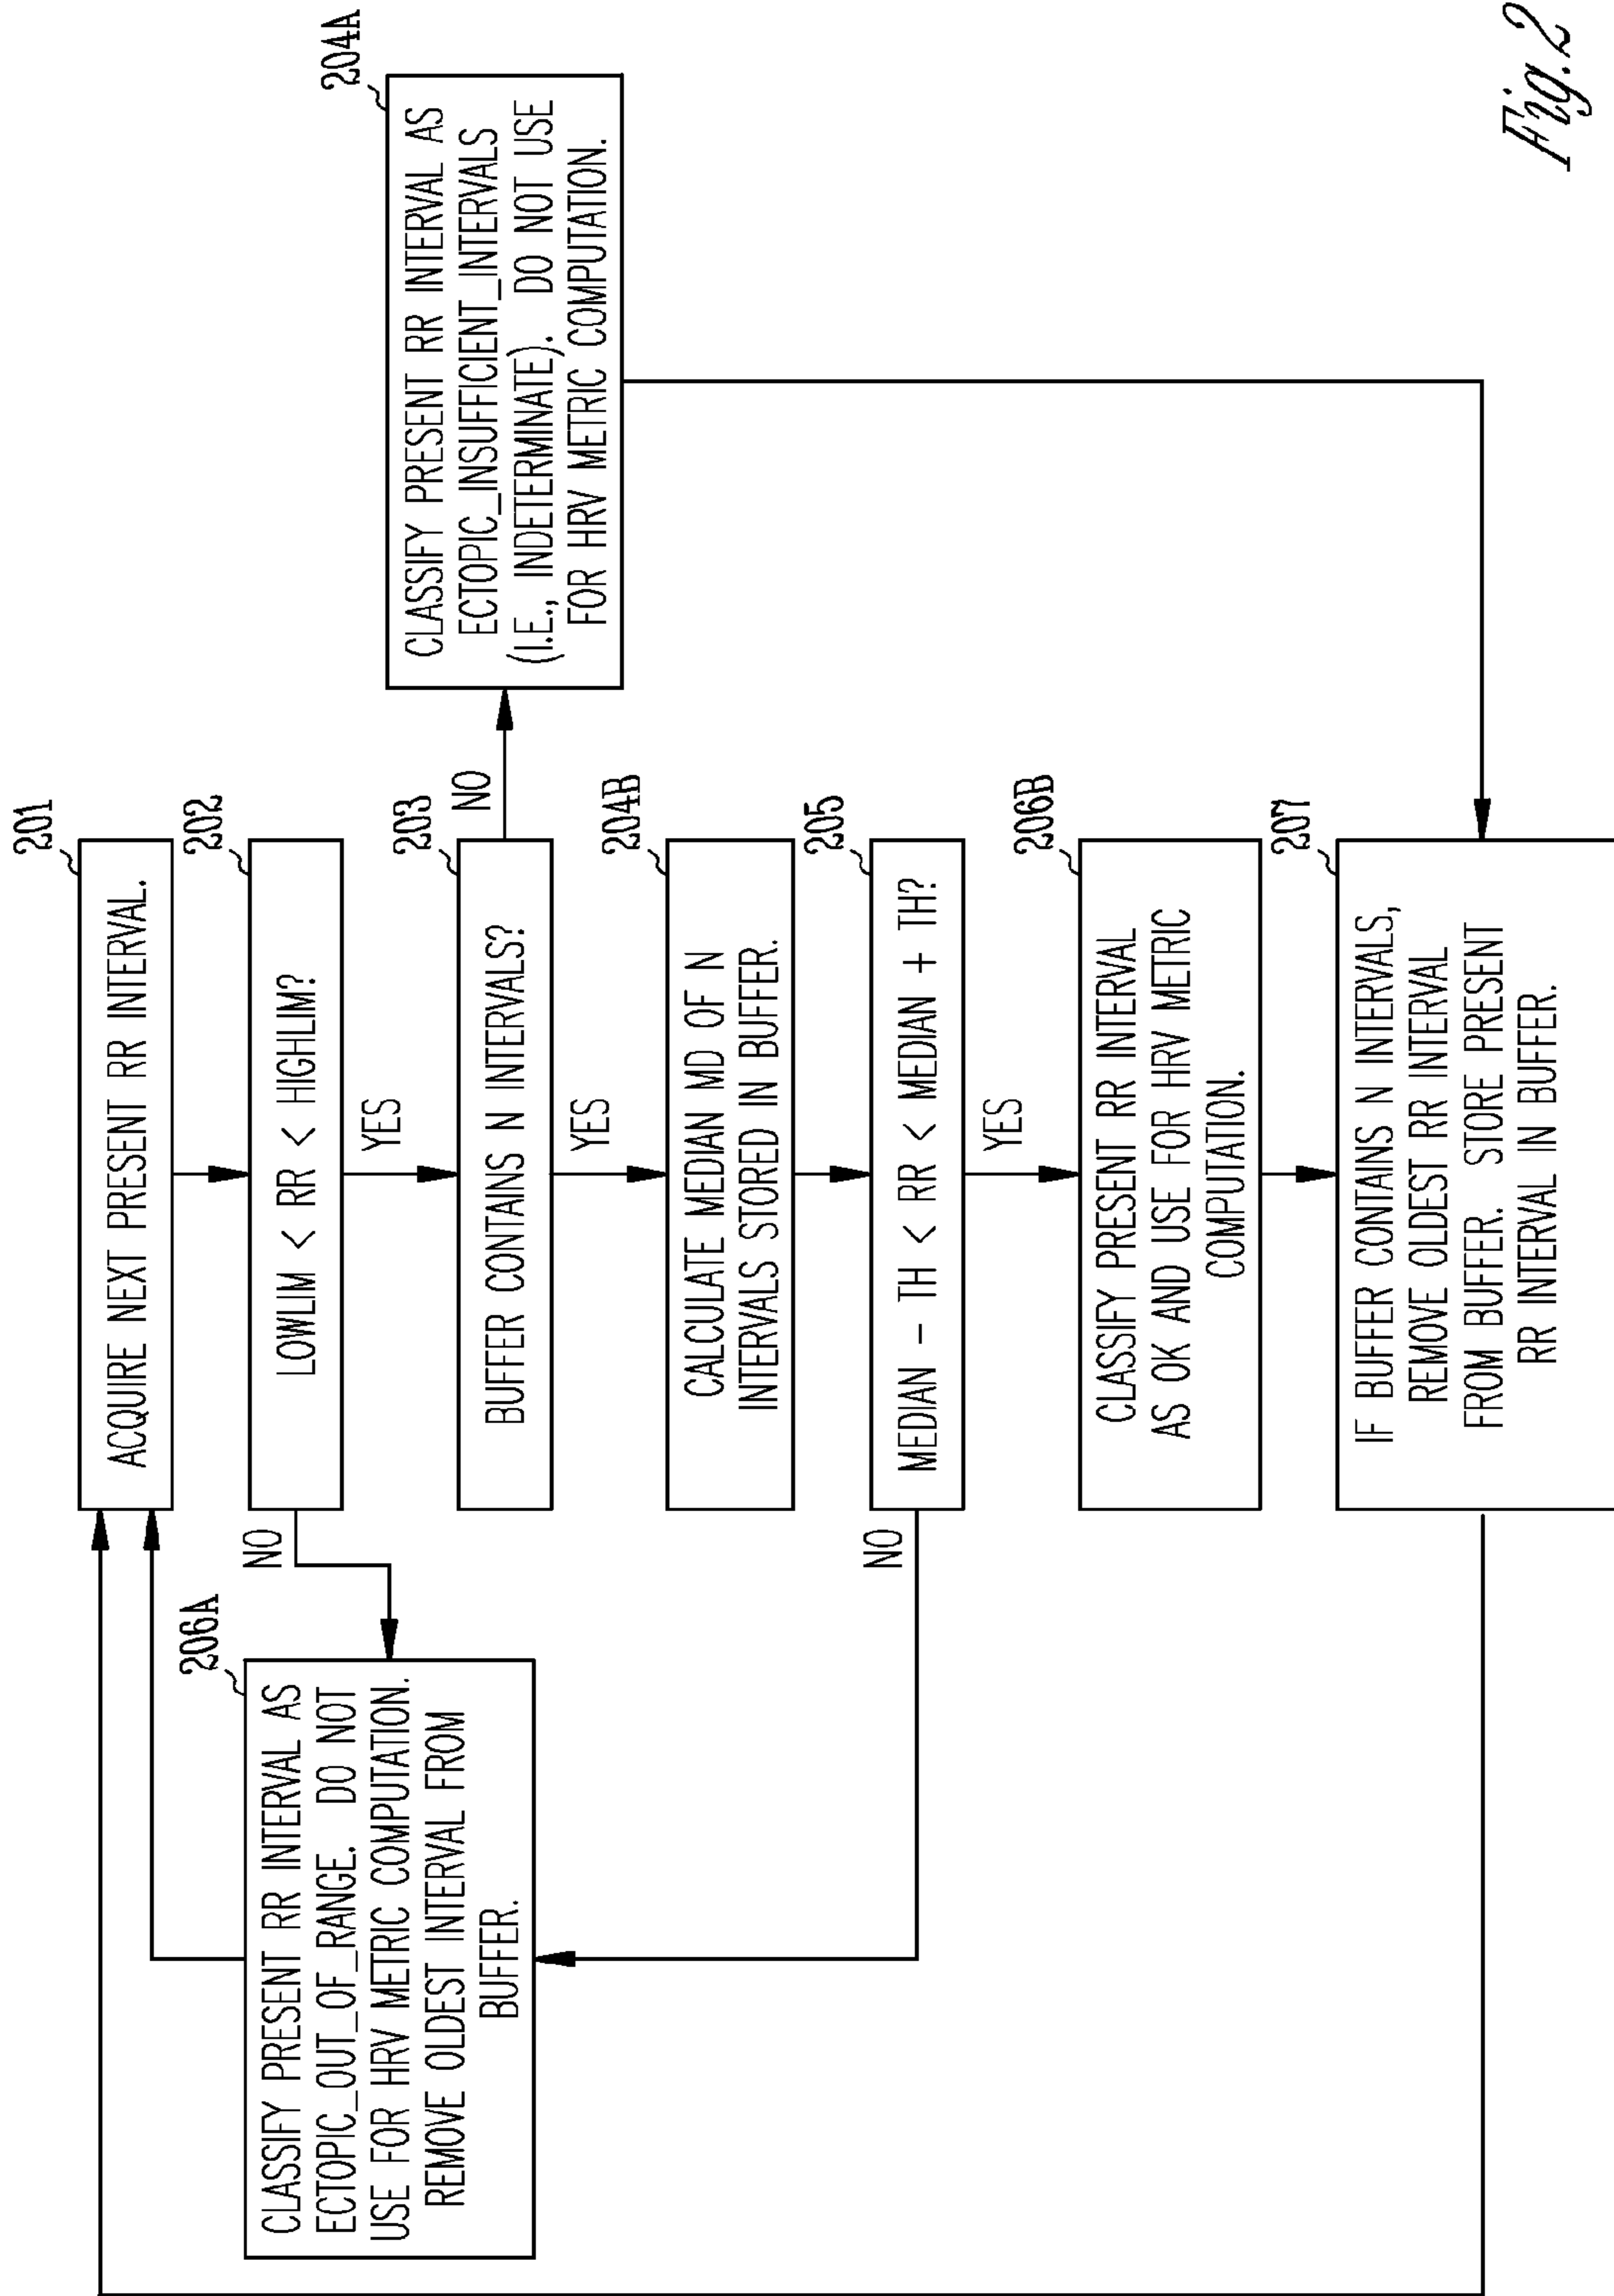 201
ACQUIRE NEXT PRESENT RR INTERVAL.
202
LOWLIM < RR < HIGHLIM?
NO
YES
206A
CLASSIFY PRESENT RR INTERVAL AS
ECTOPIC_OUT_OF_RANGE. DO NOT
USE FOR HRV METRIC COMPUTATION.
REMOVE OLDEST INTERVAL FROM
BUFFER.
203
BUFFER CONTAINS N INTERVALS?
NO
YES
204A
CLASSIFY PRESENT RR INTERVAL AS
ECTOPIC_INSUFFICIENT_INTERVALS
(I.E., INDETERMINATE). DO NOT USE
FOR HRV METRIC COMPUTATION.
204B
CALCULATE MEDIAN MD OF N
INTERVALS STORED IN BUFFER.
205
MEDIAN - TH < RR < MEDIAN + TH?
NO
YES
206B
CLASSIFY PRESENT RR INTERVAL
AS OK AND USE FOR HRV METRIC
COMPUTATION.
207
IF BUFFER CONTAINS N INTERVALS,
REMOVE OLDEST RR INTERVAL
FROM BUFFER. STORE PRESENT
RR INTERVAL IN BUFFER.
Fig.2